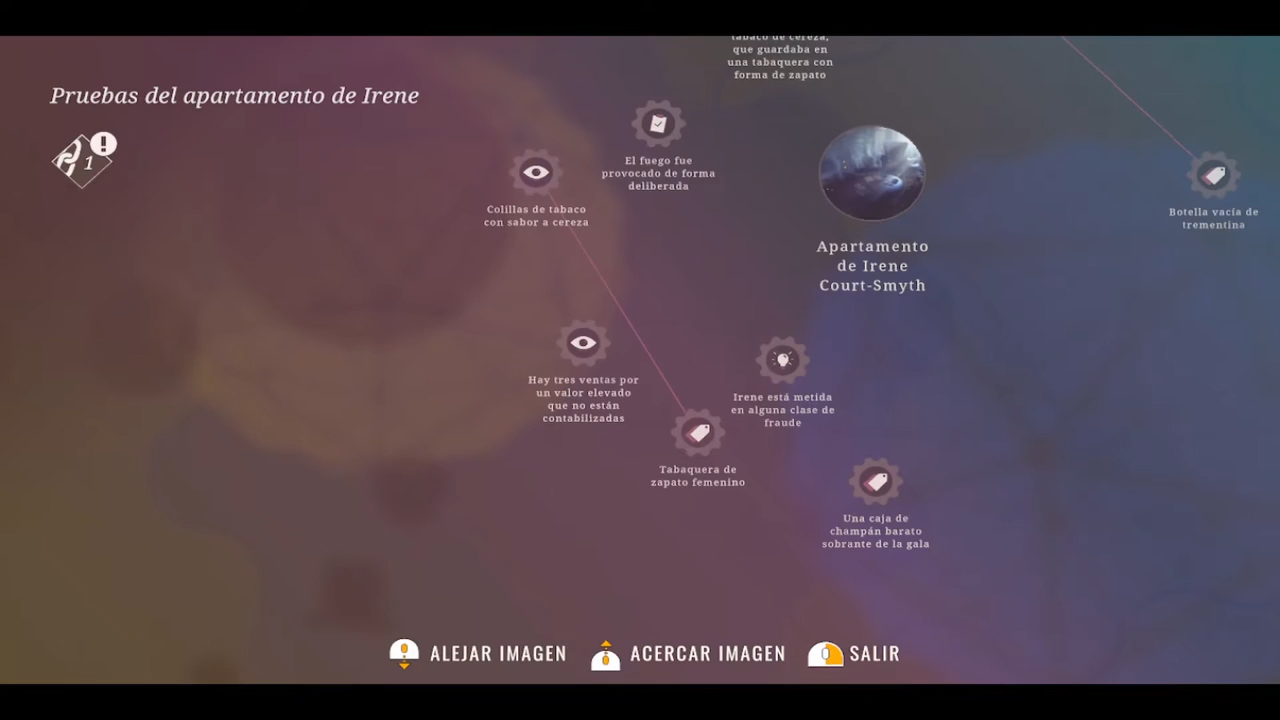 tabaco de cereza,
que guardaba en
una tabaquera con
forma de zapato
Pruebas del apartamento de Irene
1
El fuego fue
provocado de forma
deliberada
Colillas de tabaco
con sabor a cereza
Botella vacía de
trementina
Apartamento
de Irene
Court-Smyth
Hay tres ventas por
un valor elevado
que no están
contabilizadas
Irene está metida
en alguna clase de
fraude
Tabaquera de
zapato femenino
Una caja de
champán barato
sobrante de la gala
ALEJAR IMAGEN
ACERCAR IMAGEN
SALIR